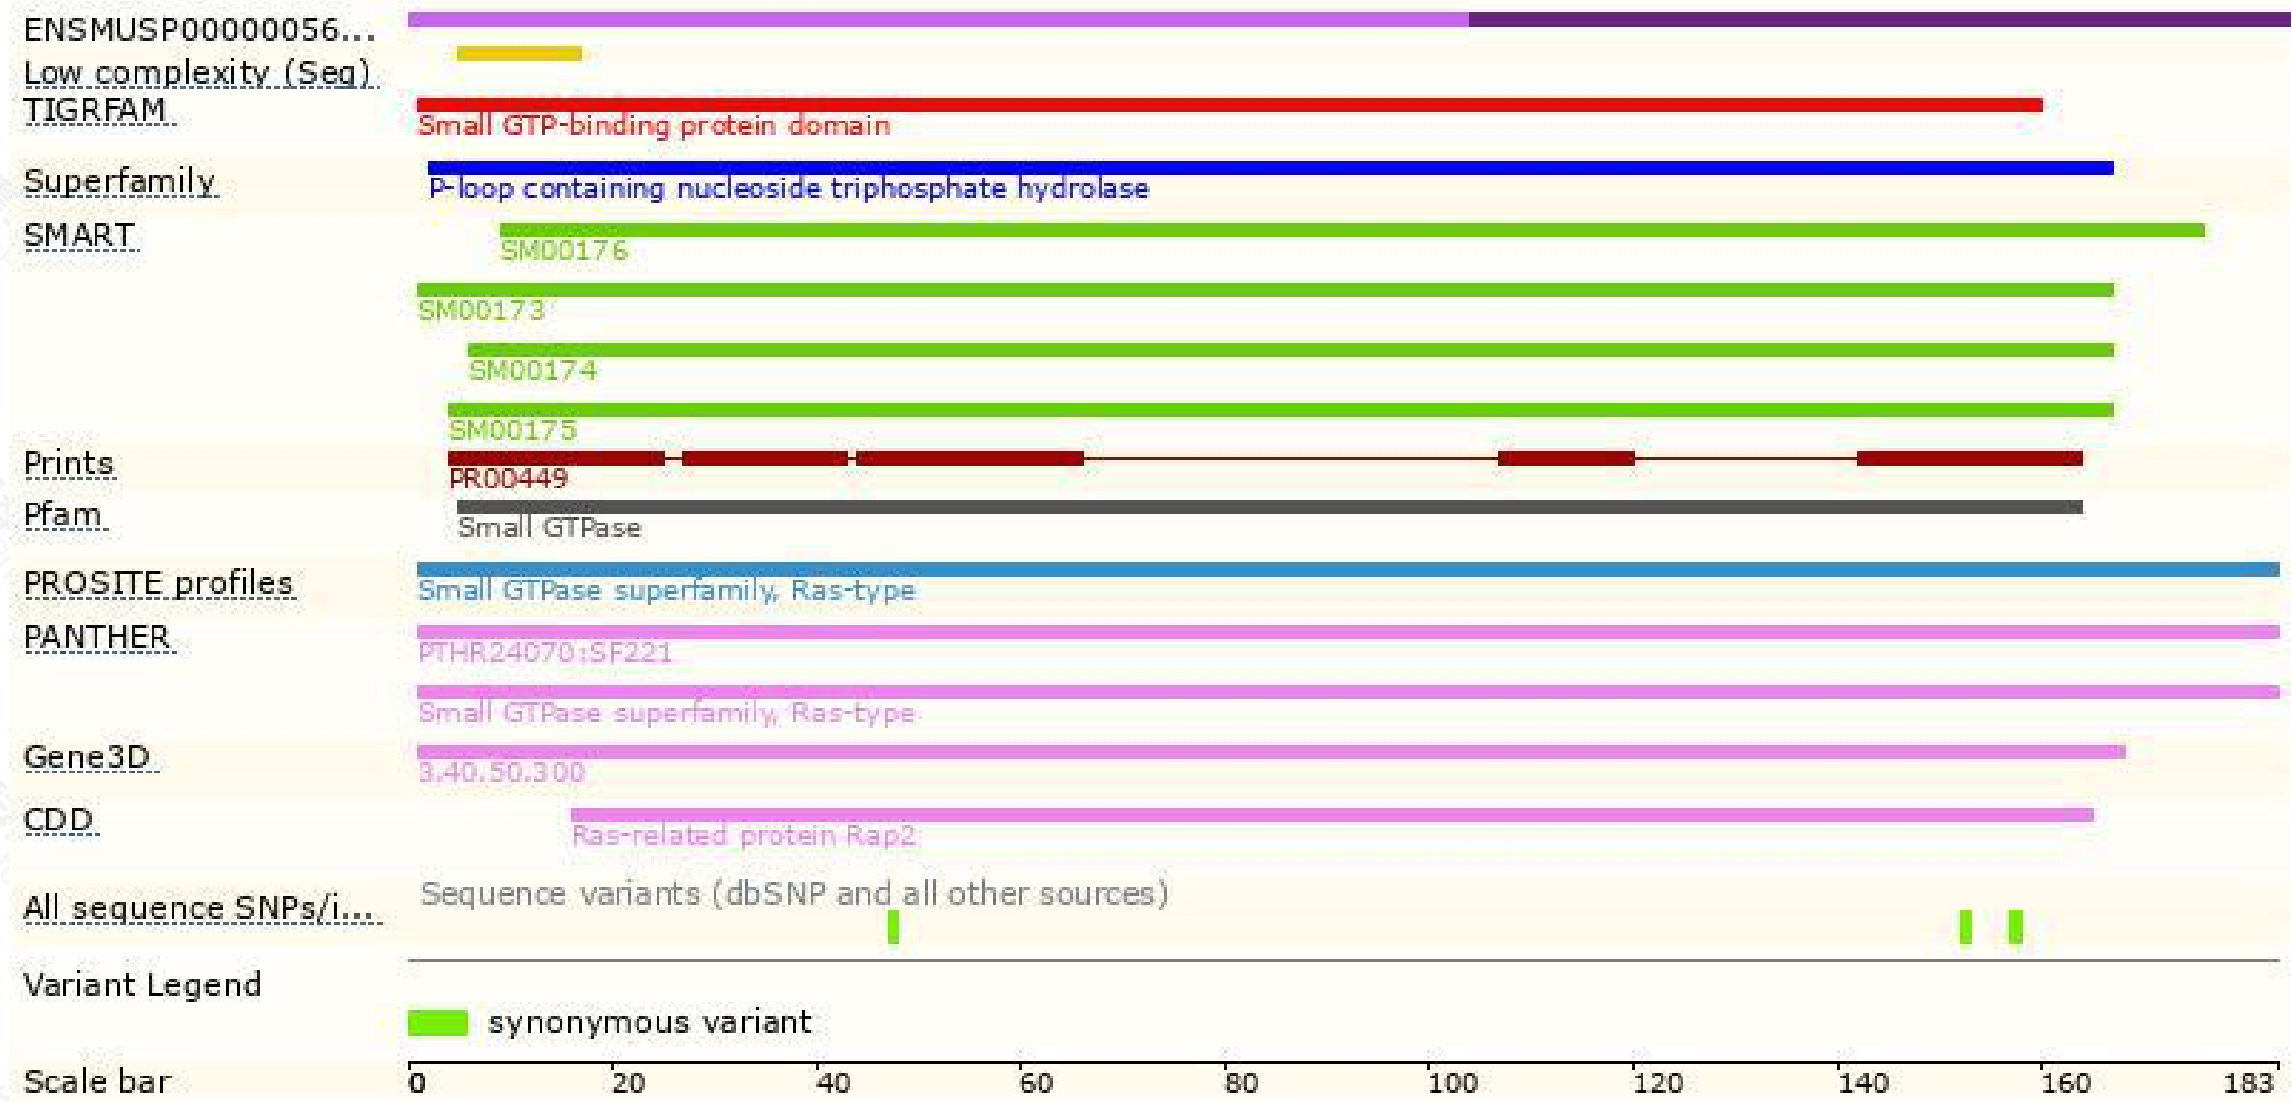 ENSMUSP00000056...
Low complexity (Seg)
TIGRFAM
Small GTP-binding protein domain
Superfamily
P-loop containing nucleoside triphosphate hydrolase
SMART
SM00176
SM00173
SM00174
SM00175
Prints
PR00449
Pfam
Small GTPase
PROSITE profiles
Small GTPase superfamily, Ras-type
PANTHER
PTHR24070:SF221
Small GTPase superfamily, Ras-type
Gene3D
3.40.50.300
CDD
Ras-related protein Rap2
All sequence SNPs/i...
Sequence variants (dbSNP and all other sources)
Variant Legend
synonymous variant
Scale bar 0 20 40 60 80 100 120 140 160 183